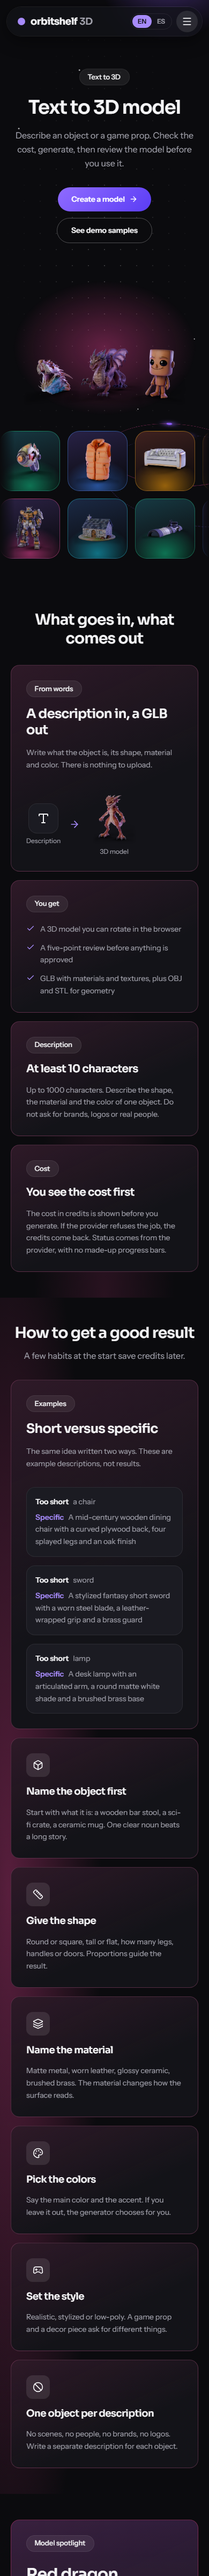 orbitshelf 3D
EN ES
Text to 3D
Text to 3D model
Describe an object or a game prop. Check the
cost, generate, then review the model before
you use it.
Create a model
See demo samples
What goes in, what
comes out
From words
A description in, a GLB
out
Write what the object is, its shape, material
and color. There is nothing to upload.
Description
3D model
You get
A 3D model you can rotate in the browser
A five-point review before anything is
approved
GLB with materials and textures, plus OBJ
and STL for geometry
Description
At least 10 characters
Up to 1000 characters. Describe the shape,
the material and the color of one object. Do
not ask for brands, logos or real people.
Cost
You see the cost first
The cost in credits is shown before you
generate. If the provider refuses the job, the
credits come back. Status comes from the
provider, with no made-up progress bars.
How to get a good result
A few habits at the start save credits later.
Examples
Short versus specific
The same idea written two ways. These are
example descriptions, not results.
Too short a chair
Specific A mid-century wooden dining
chair with a curved plywood back, four
splayed legs and an oak finish
Too short sword
Specific A stylized fantasy short sword
with a worn steel blade, a leather-
wrapped grip and a brass guard
Too short lamp
Specific A desk lamp with an
articulated arm, a round matte white
shade and a brushed brass base
Name the object first
Start with what it is: a wooden bar stool, a sci-
fi crate, a ceramic mug. One clear noun beats
a long story.
Give the shape
Round or square, tall or flat, how many legs,
handles or doors. Proportions guide the
result.
Name the material
Matte metal, worn leather, glossy ceramic,
brushed brass. The material changes how the
surface reads.
Pick the colors
Say the main color and the accent. If you
leave it out, the generator chooses for you.
Set the style
Realistic, stylized or low-poly. A game prop
and a decor piece ask for different things.
One object per description
No scenes, no people, no brands, no logos.
Write a separate description for each object.
Model spotlight
Red dragon